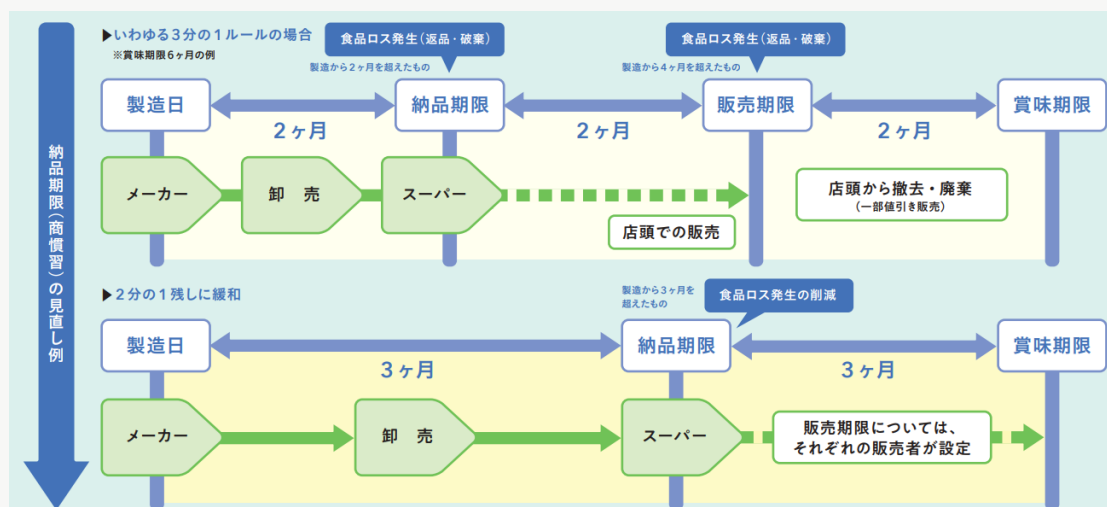 納品期限(商慣習)の見直し例
▶いわゆる3分の1ルールの場合
※賞味期限6ヶ月の例
食品ロス発生(返品・破棄)
製造から2ヶ月を超えたもの
食品ロス発生(返品・破棄)
製造から4ヶ月を超えたもの
製造日
2ヶ月
納品期限
2ヶ月
販売期限
2ヶ月
賞味期限
メーカー
卸 売
スーパー
店頭での販売
店頭から撤去・廃棄
(一部値引き販売)
▶2分の1残しに緩和
製造から3ヶ月を
超えたもの
食品ロス発生の削減
製造日
3ヶ月
納品期限
3ヶ月
賞味期限
メーカー
卸 売
スーパー
販売期限については、
それぞれの販売者が設定